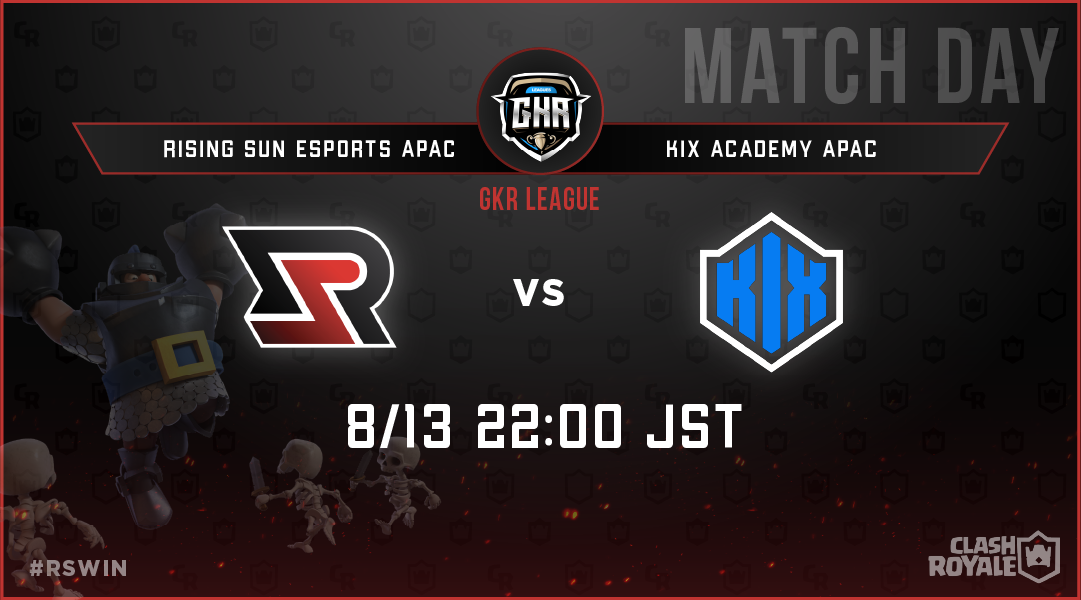 MATCH DAY
LEAGUES
GKR
RISING SUN ESPORTS APAC
KIX ACADEMY APAC
GKR LEAGUE
VS
KIX
8/13 22:00 JST
#RSWIN
CLASH
ROYALE